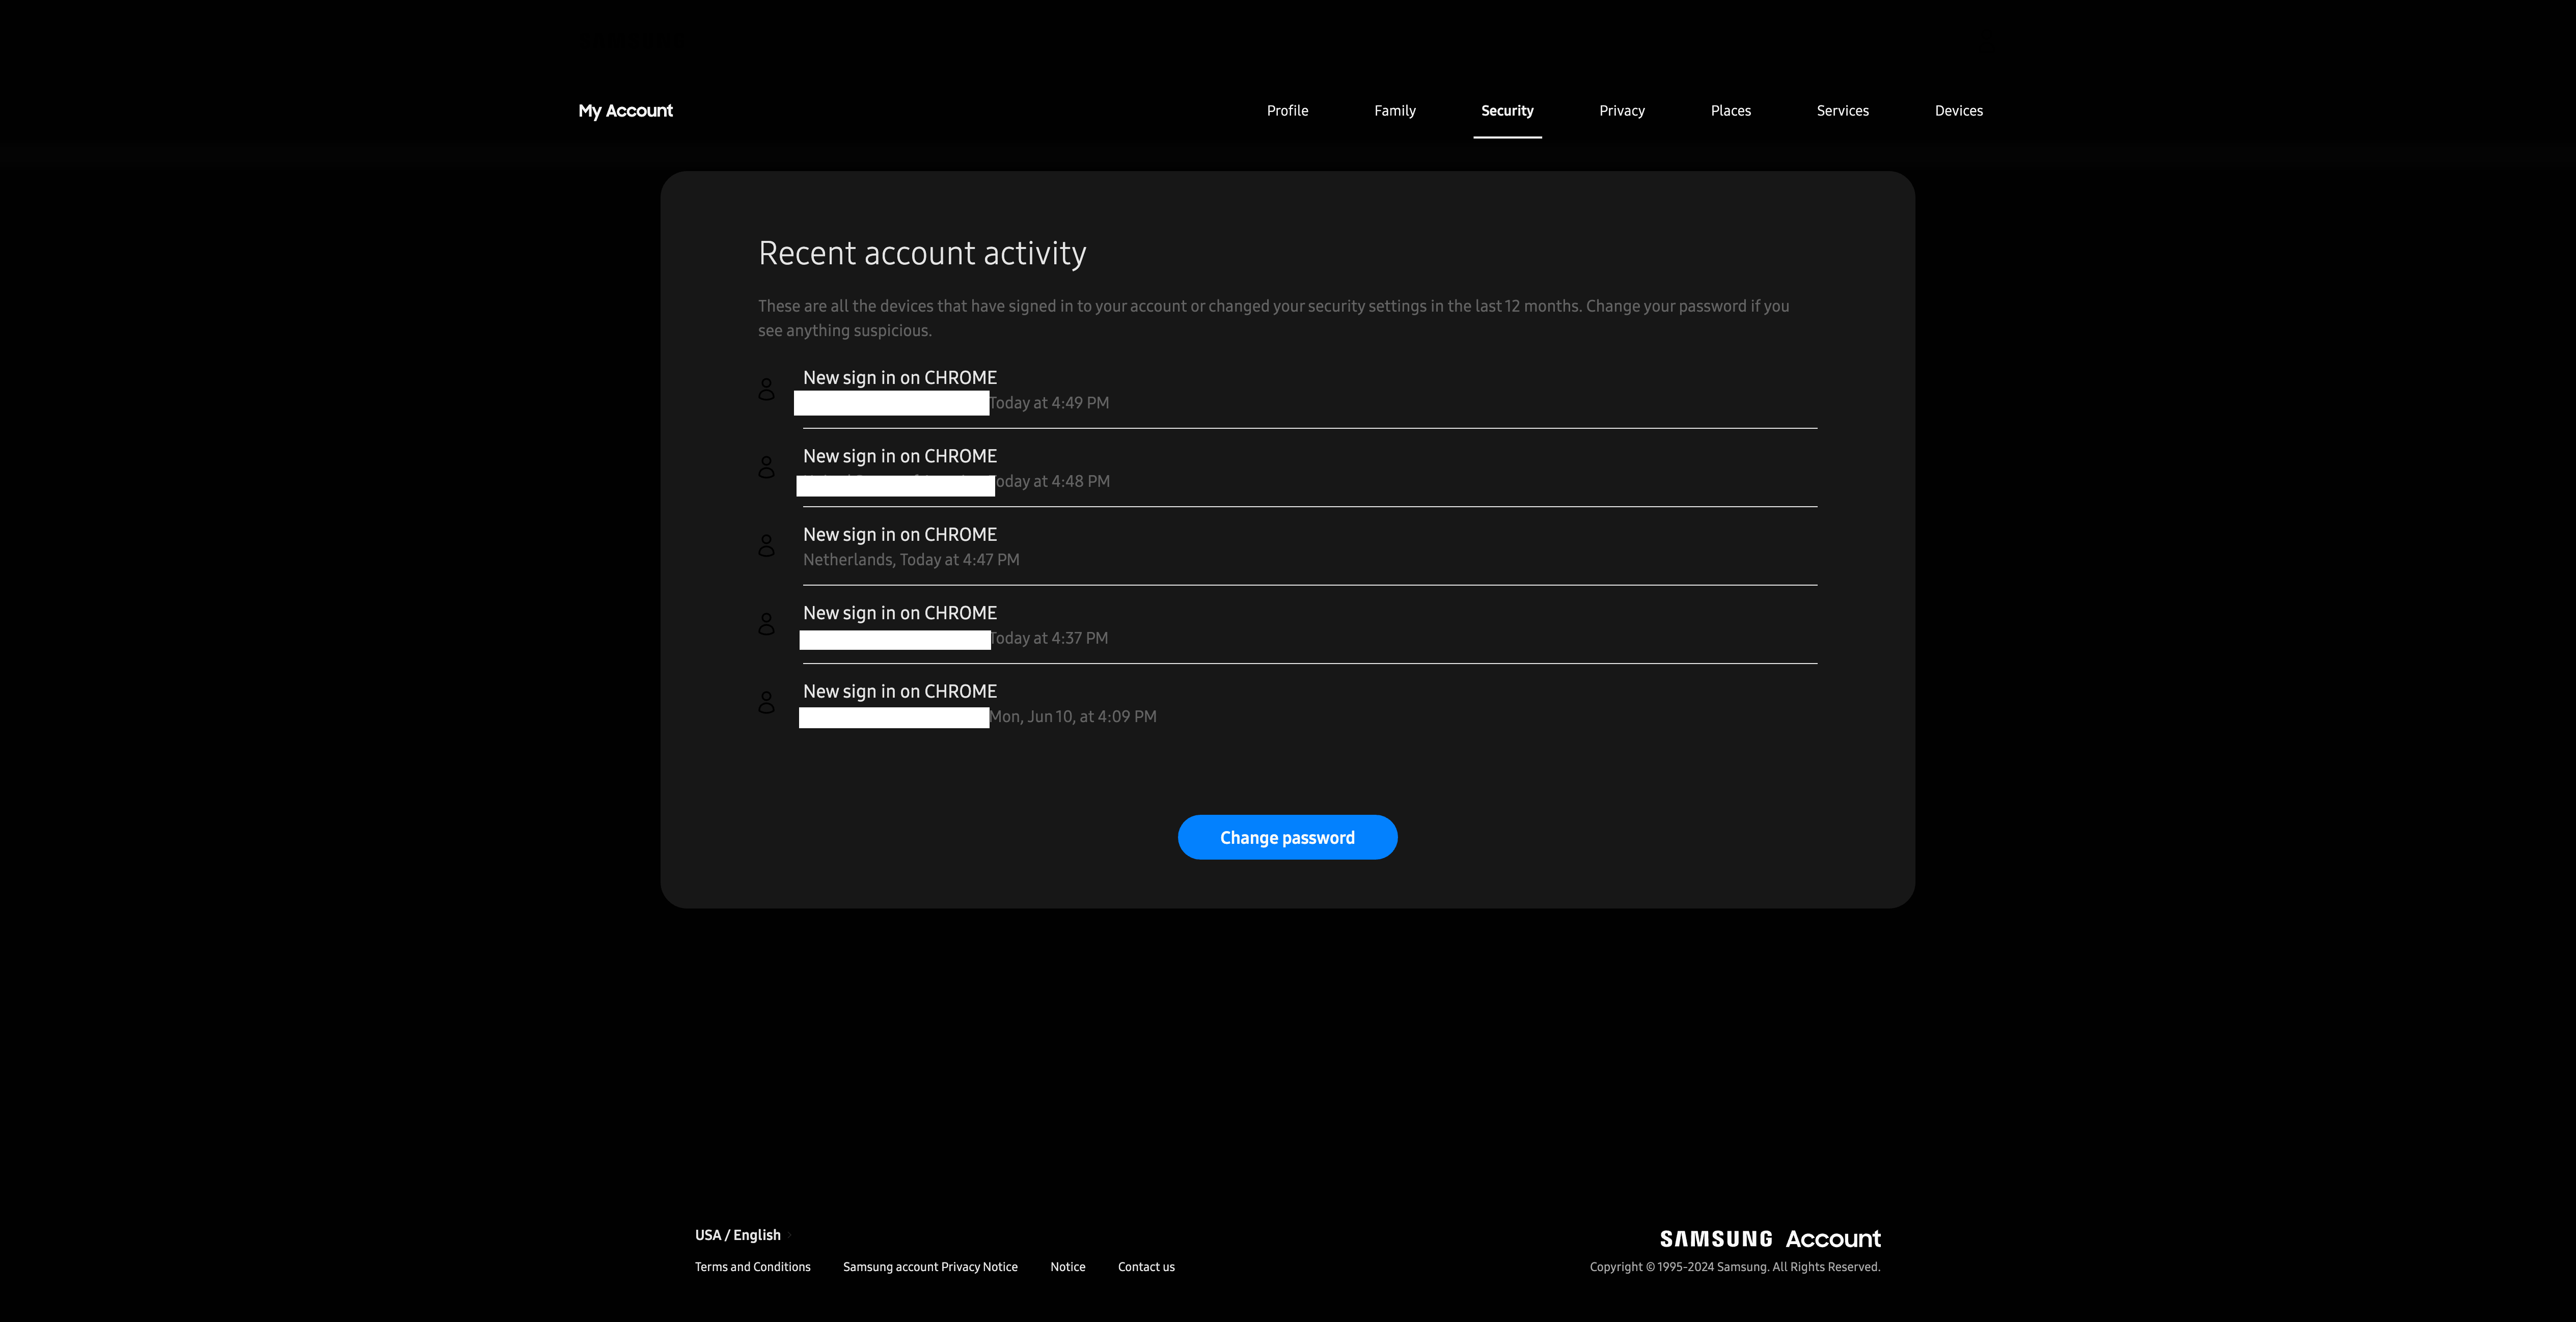 My Account
Profile Family Security Privacy Places Services Devices
Recent account activity
These are all the devices that have signed in to your account or changed your security settings in the last 12 months. Change your password if you
see anything suspicious.
New sign in on CHROME
Today at 4:49 PM
New sign in on CHROME
Today at 4:48 PM
New sign in on CHROME
Netherlands, Today at 4:47 PM
New sign in on CHROME
Today at 4:37 PM
New sign in on CHROME
Mon, Jun 10, at 4:09 PM
Change password
USA / English
SAMSUNG Account
Terms and Conditions Samsung account Privacy Notice Notice Contact us
Copyright © 1995-2024 Samsung. All Rights Reserved.